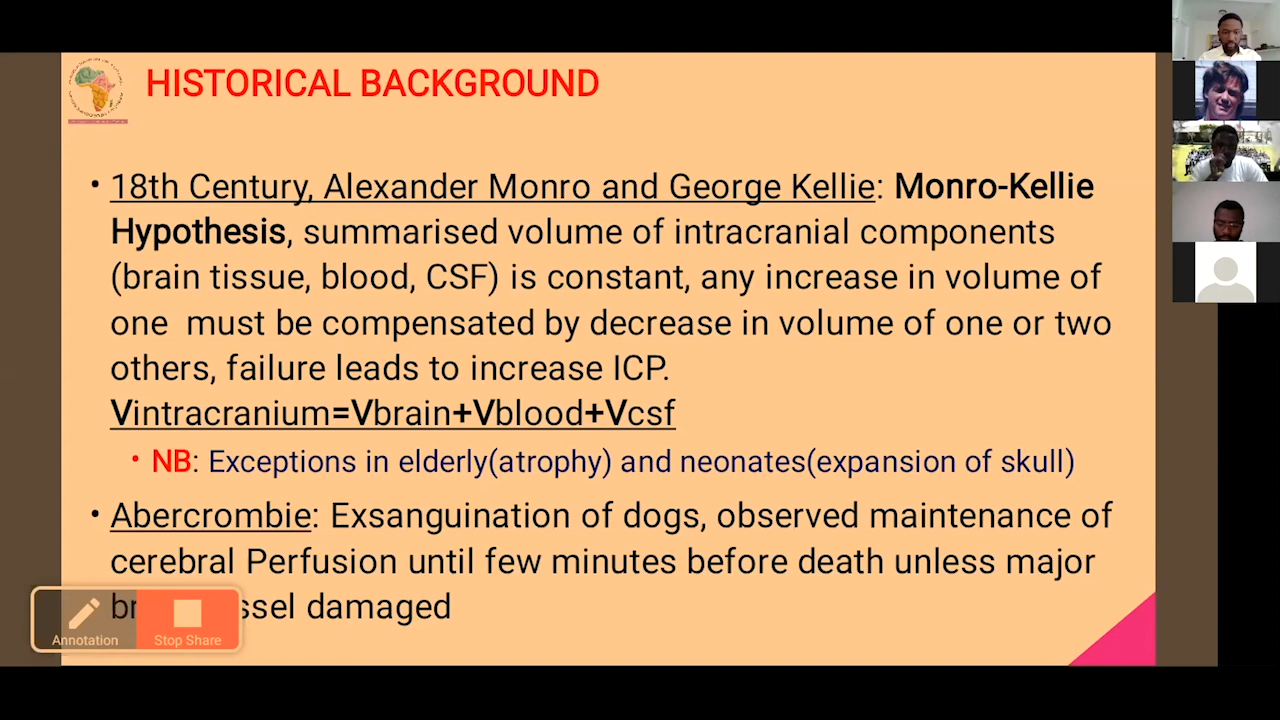 HISTORICAL BACKGROUND
• 18th Century, Alexander Monro and George Kellie: Monro-Kellie
Hypothesis, summarised volume of intracranial components
(brain tissue, blood, CSF) is constant, any increase in volume of
one must be compensated by decrease in volume of one or two
others, failure leads to increase ICP.
Vintracranium=Vbrain+Vblood+Vcsf
• NB: Exceptions in elderly(atrophy) and neonates(expansion of skull)
• Abercrombie: Exsanguination of dogs, observed maintenance of
cerebral Perfusion until few minutes before death unless major
damaged
Annotation
Stop Share